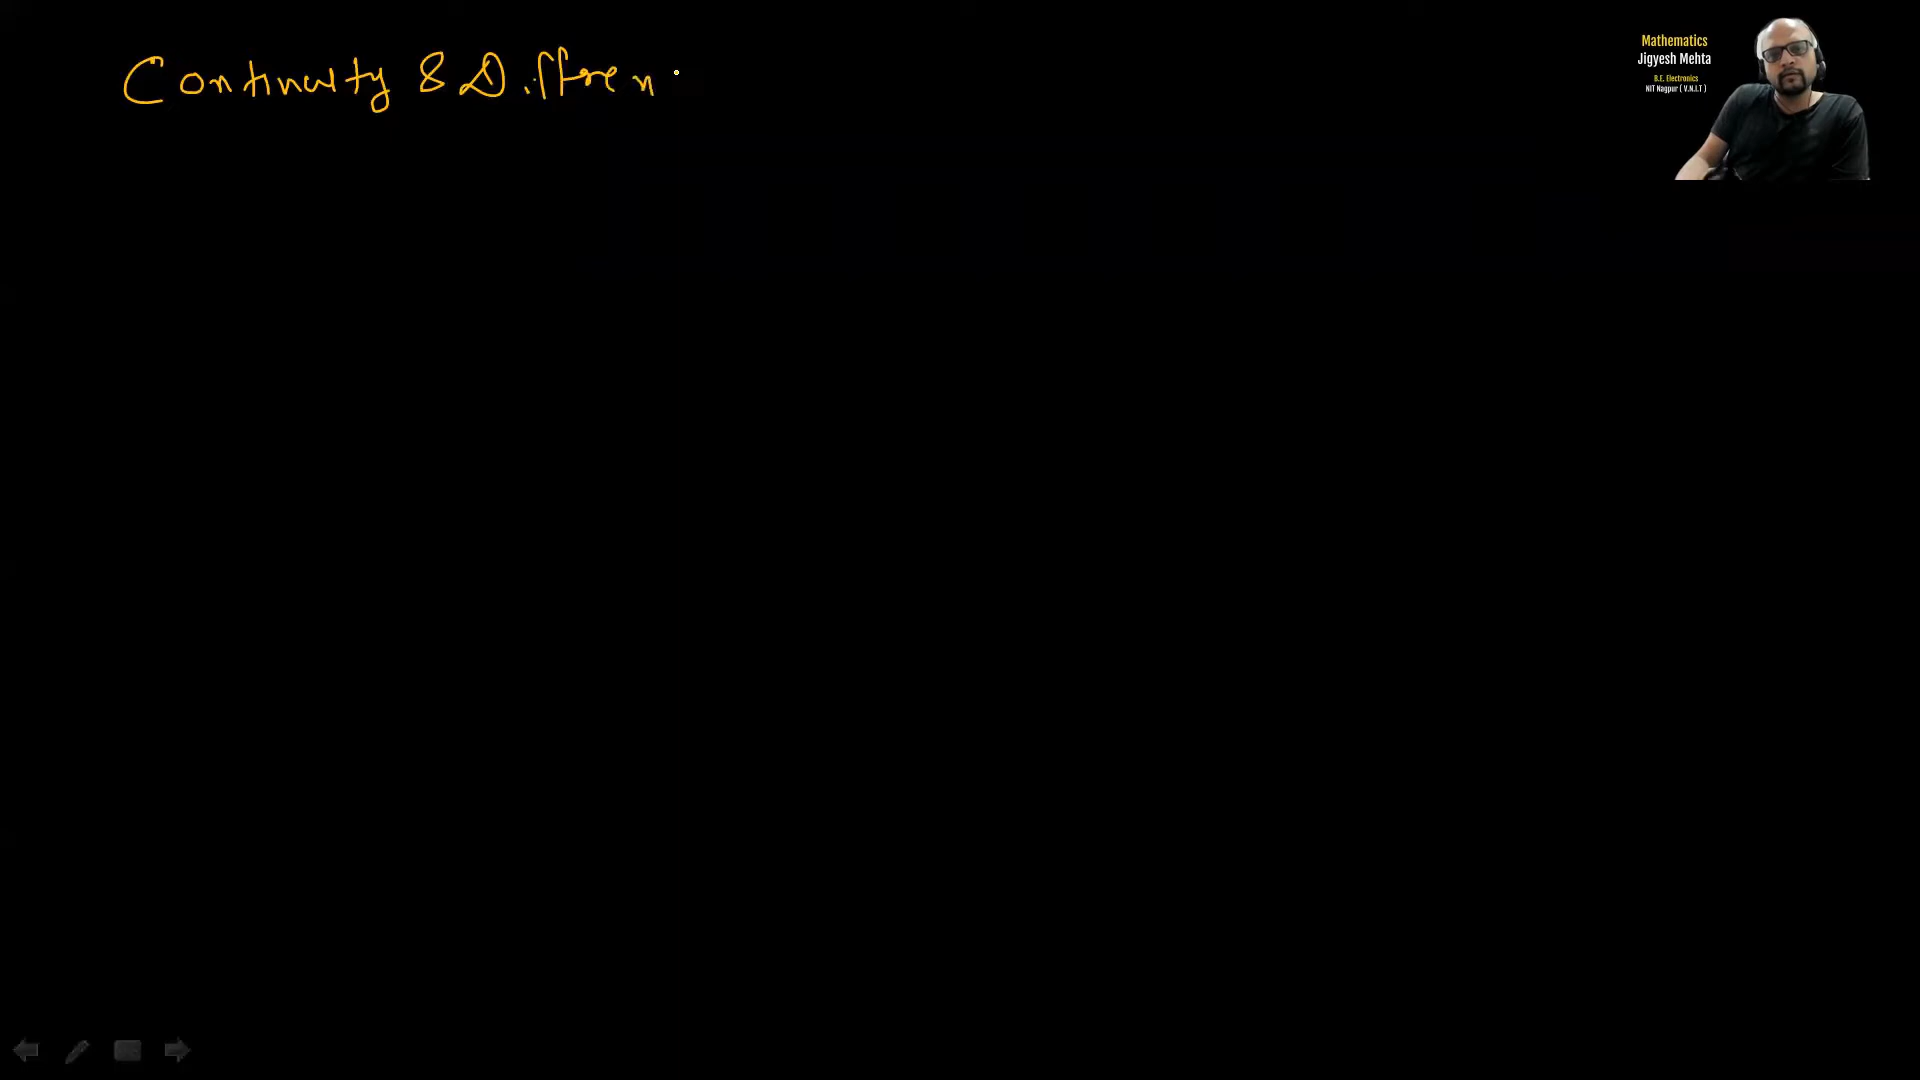 Continuity & Differen
Mathematics
Jigyesh Mehta
B.E. Electronics
NIT Nagpur ( V.N.I.T )